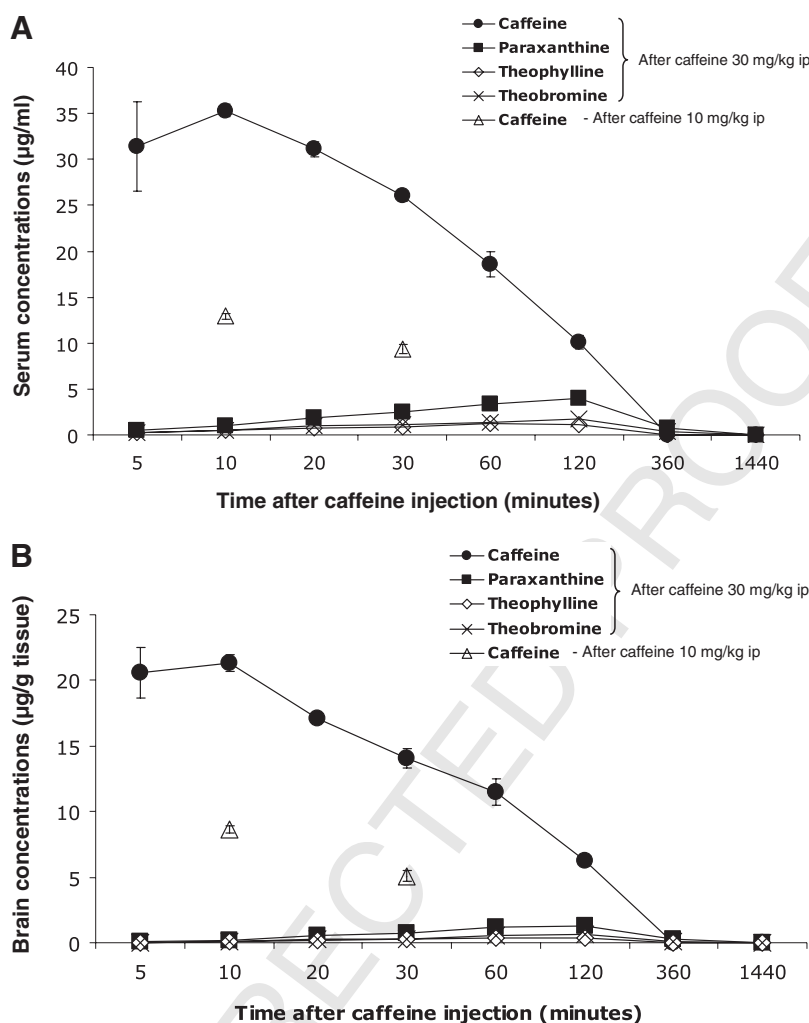 A
Caffeine
Paraxanthine
Theophylline
Theobromine
After caffeine 30 mg/kg ip
Caffeine - After caffeine 10 mg/kg ip
Serum concentrations (µg/ml)
40
35
30
25
20
15
10
5
0
5 10 20 30 60 120 360 1440
Time after caffeine injection (minutes)
B
Caffeine
Paraxanthine
Theophylline
Theobromine
After caffeine 30 mg/kg ip
Caffeine - After caffeine 10 mg/kg ip
Brain concentrations (µg/g tissue)
25
20
15
10
5
0
5 10 20 30 60 120 360 1440
Time after caffeine injection (minutes)
RECTED PROOF